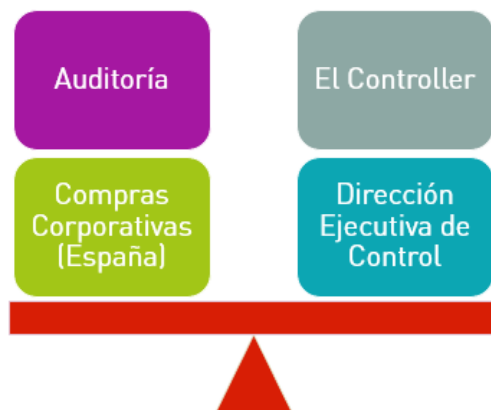 Auditoría
El Controller
Compras
Corporativas
(España)
Dirección
Ejecutiva de
Control